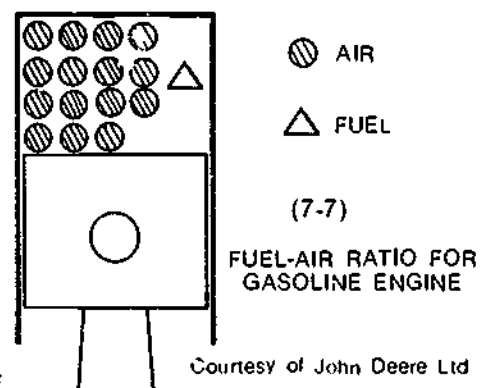 AIR
FUEL
(7-7)
FUEL-AIR RATIO FOR
GASOLINE ENGINE
Courtesy of John Deere Ltd